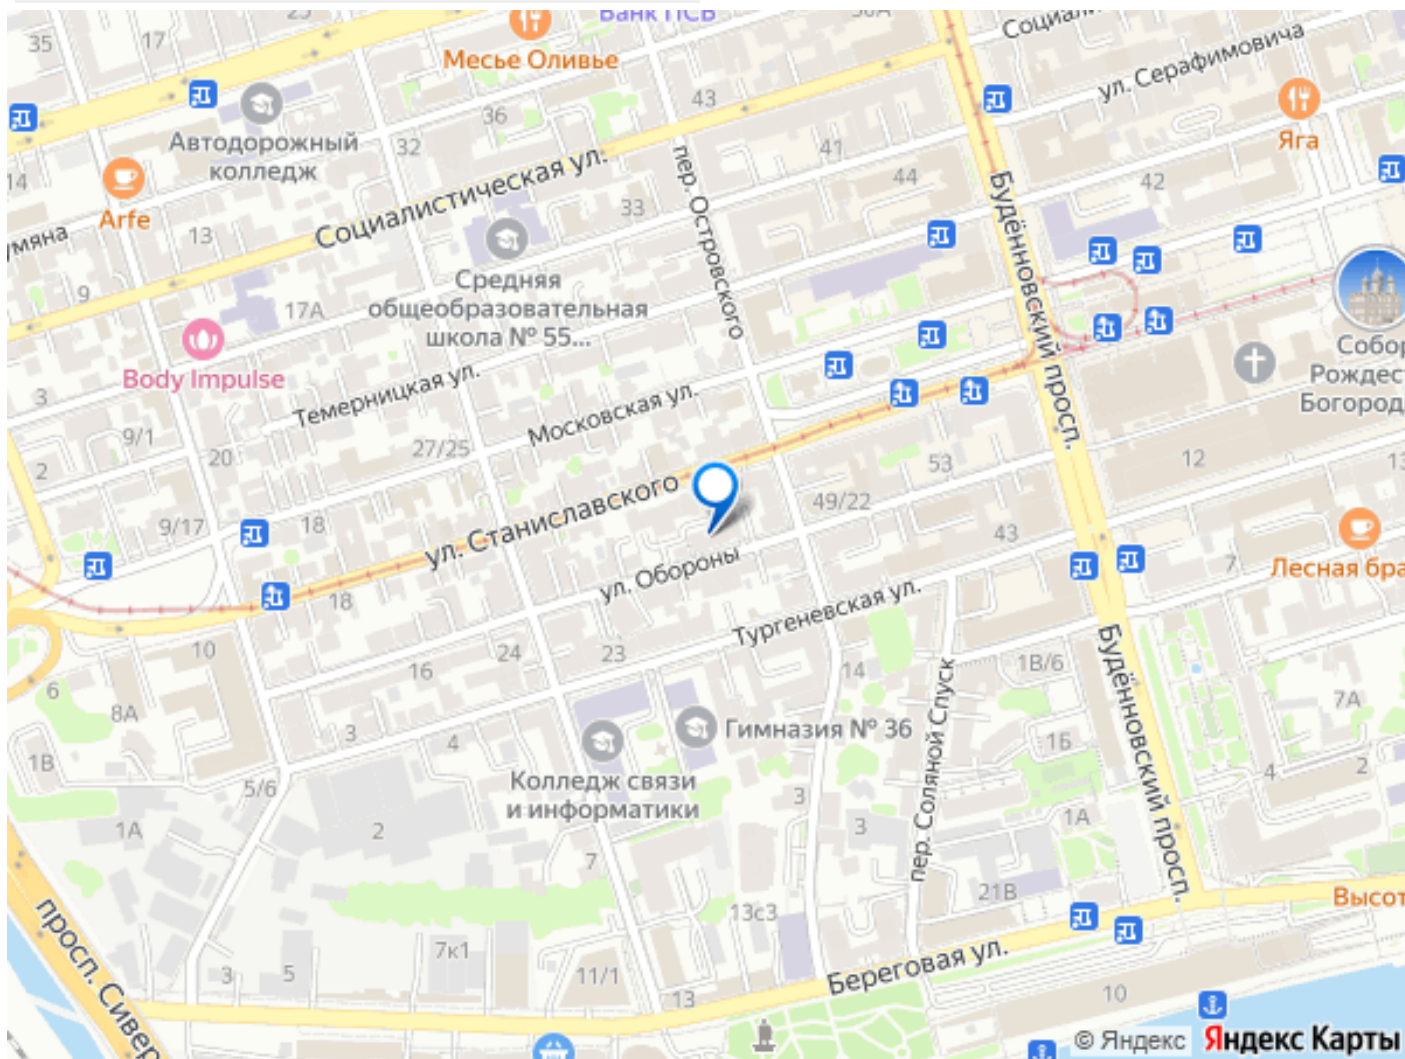 Банк ПСВ
25
35
17
Месье Оливье
Социали
ул. Серафимовича
43
36
Автодорожный
колледж
32
41
Яга
14
44
42
Arfe
Социалистическая ул.
пер. Островского
Будённовский просп.
33
умяна
13
9
17А
Средняя
общеобразовательная
школа № 55...
Body Impulse
Собор
Рождест
Богород
3
Темерницкая ул.
Московская ул.
9/1
27/25
20
2
53
12
13
49/22
ул. Станиславского
9/17
18
43
ул. Обороны
7
Лесная бра
18
Тургеневская ул.
10
24
23
16
14
1В/6
Будённовский просп.
6
8А
7А
пер. Соляной Спуск
3
4
Гимназия № 36
1Б
1В
Колледж связи
и информатики
5/6
4
2
1А
2
3
3
1А
7
21В
13с3
Высот
просп. Сивер
7к1
3
5
11/1
Береговая ул.
13
10
© Яндекс Яндекс Карты